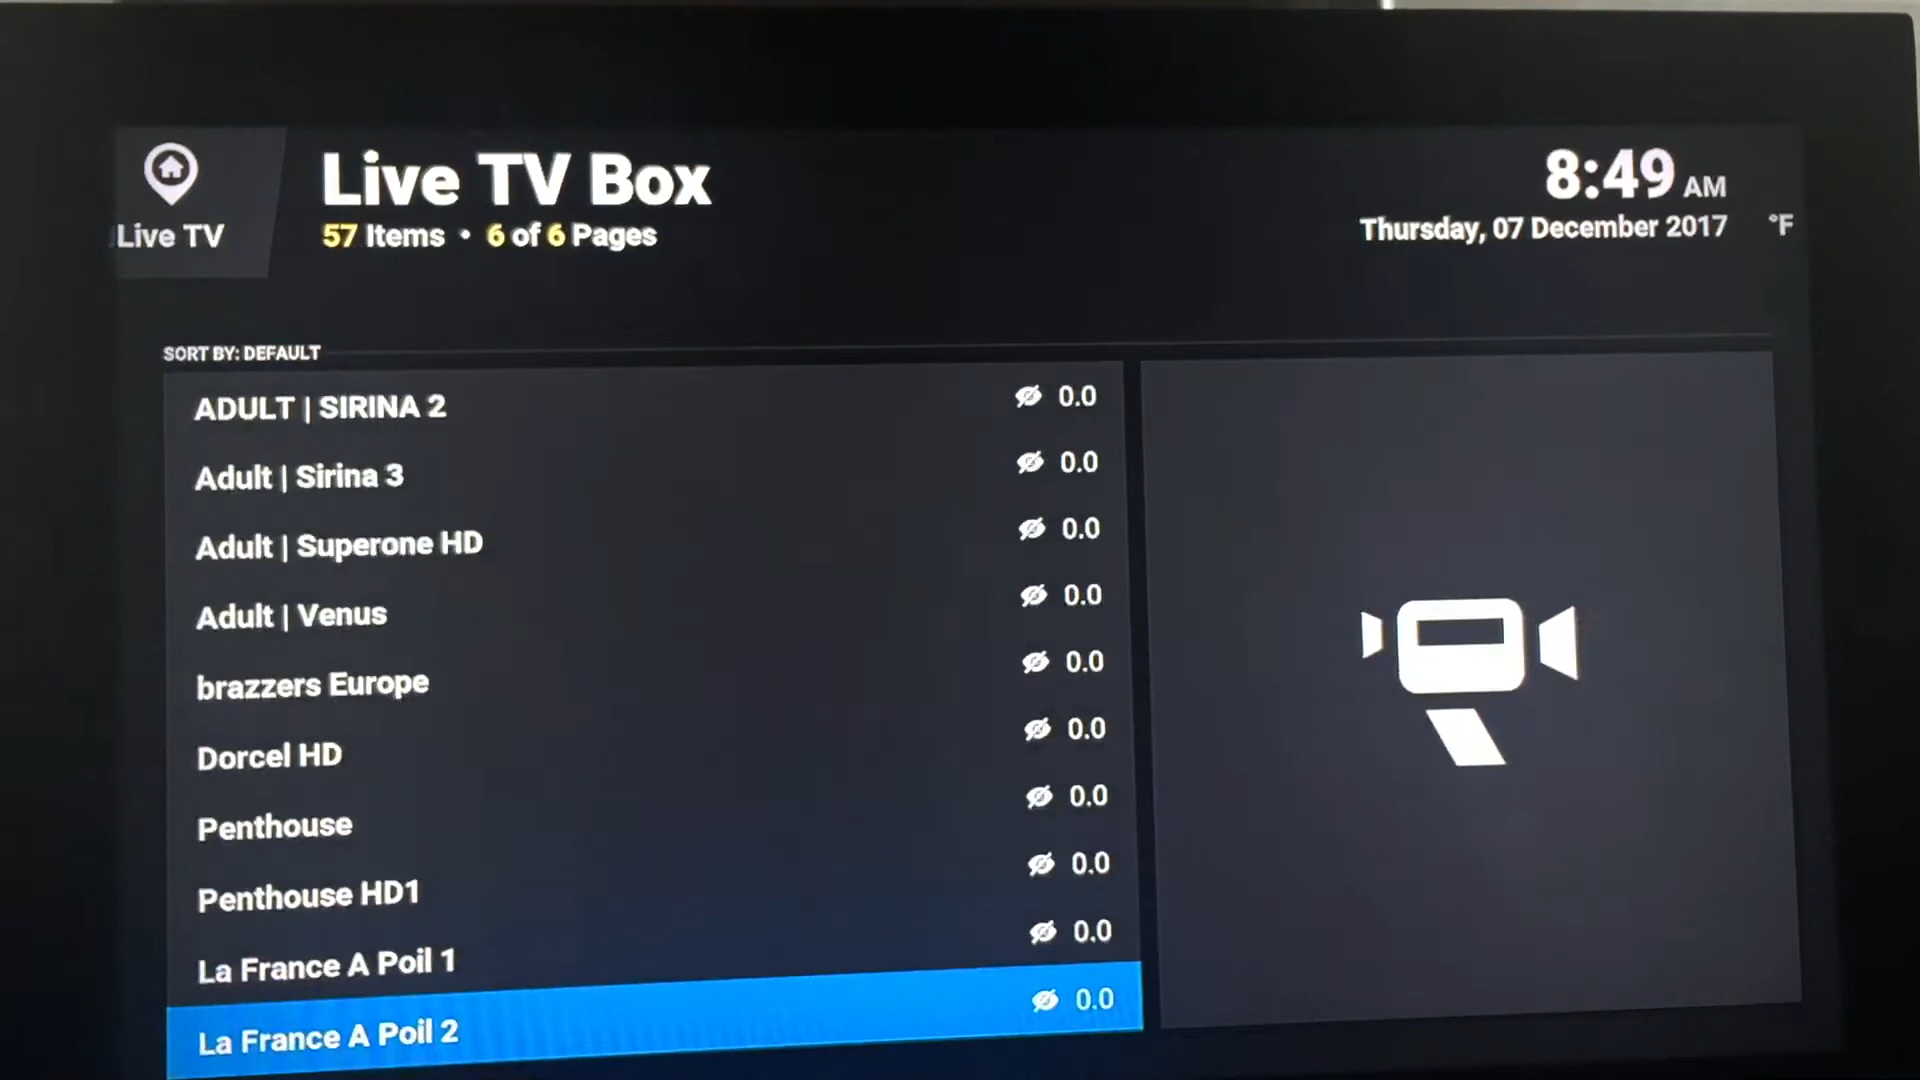 Live TV
Live TV Box
57 Items • 6 of 6 Pages
8:49 AM
Thursday, 07 December 2017
°F
SORT BY: DEFAULT
ADULT | SIRINA 2 0.0
Adult | Sirina 3 0.0
Adult | Superone HD 0.0
Adult | Venus 0.0
brazzers Europe 0.0
Dorcel HD 0.0
Penthouse 0.0
Penthouse HD1 0.0
La France A Poil 1 0.0
La France A Poil 2 0.0